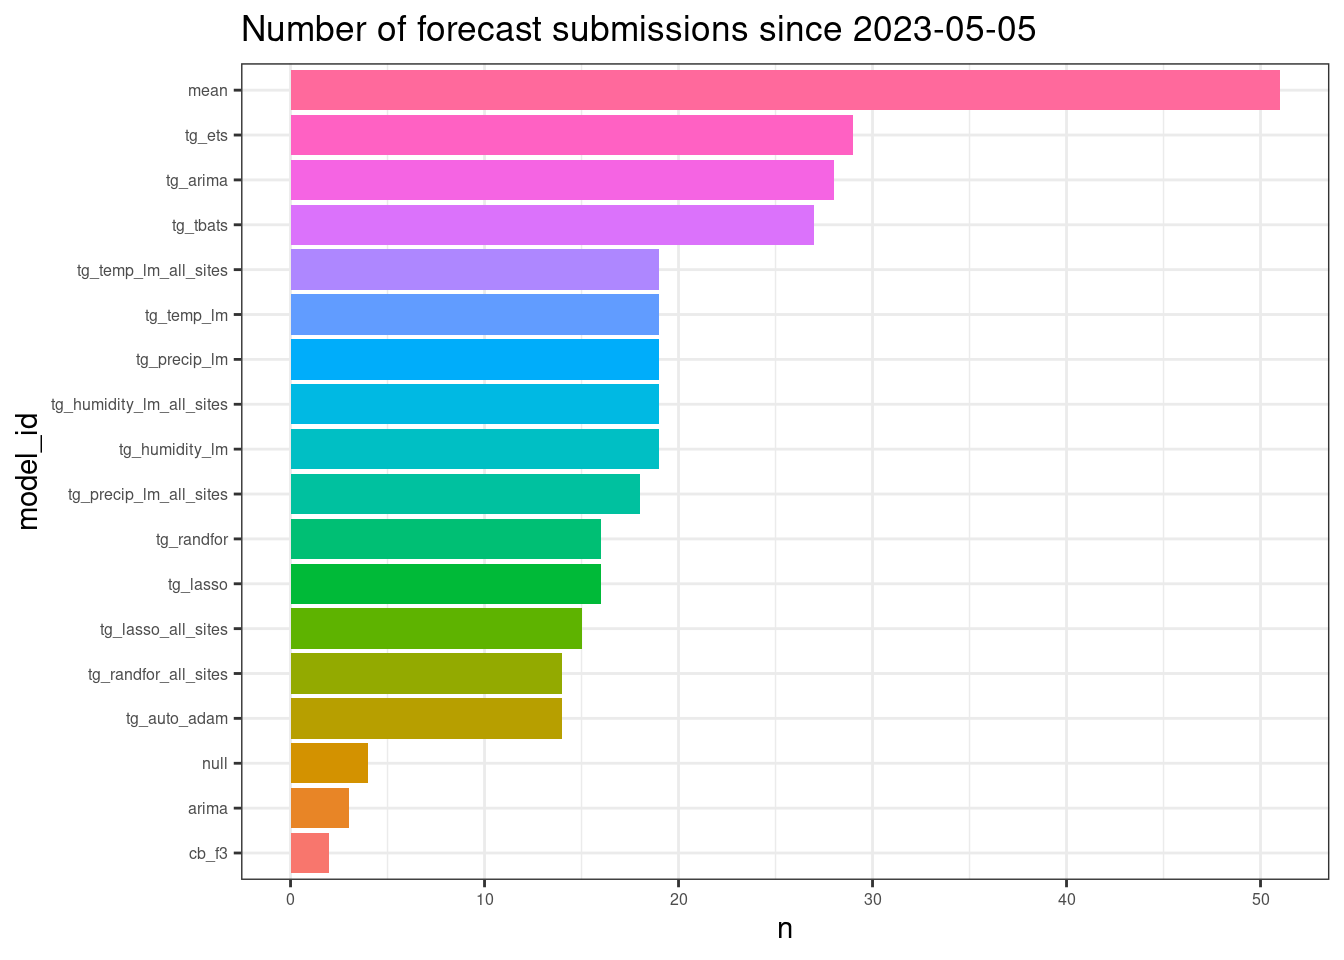 Number of forecast submissions since 2023-05-05
mean
tg_ets
tg_arima
tg_tbats
tg_temp_lm_all_sites
tg_temp_lm
tg_precip_lm
tg_humidity_lm_all_sites
tg_humidity_lm
tg_precip_lm_all_sites
tg_randfor
tg_lasso
tg_lasso_all_sites
tg_randfor_all_sites
tg_auto_adam
null
arima
cb_f3
model_id
0 10 20 30 40 50
n